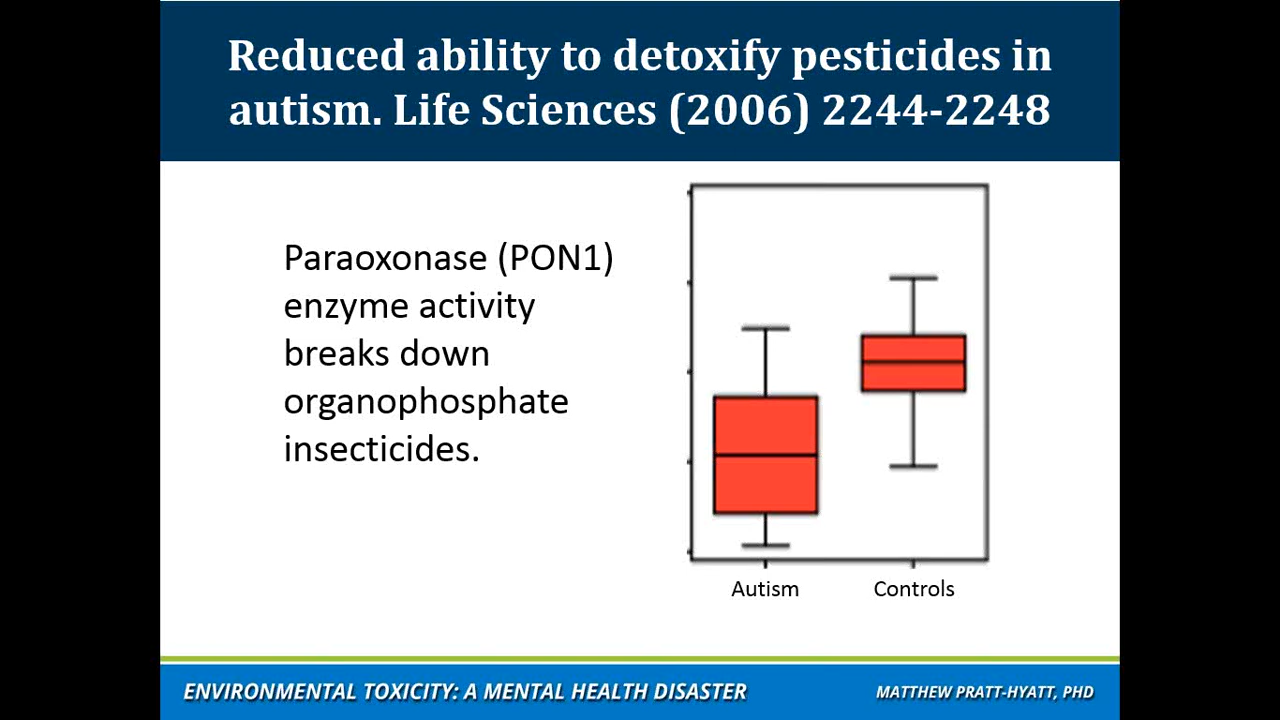 Reduced ability to detoxify pesticides in
autism. Life Sciences (2006) 2244-2248
Paraoxonase (PON1)
enzyme activity
breaks down
organophosphate
insecticides.
Autism
Controls
ENVIRONMENTAL TOXICITY: A MENTAL HEALTH DISASTER
MATTHEW PRATT-HYATT, PHD